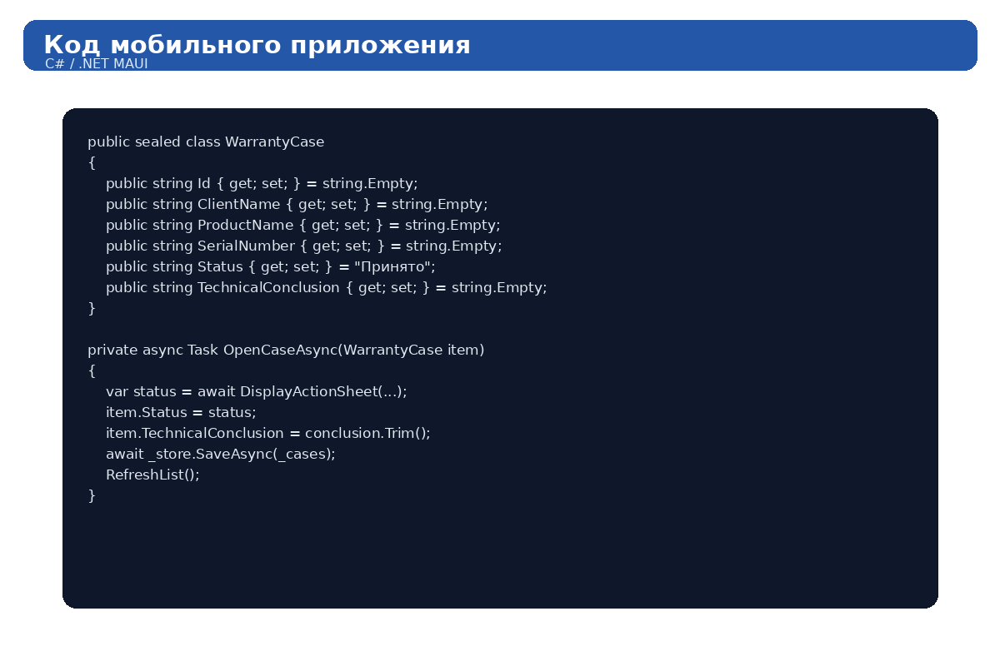 Код мобильного приложения
C# / .NET MAUI
public sealed class WarrantyCase
{
    public string Id { get; set; } = string.Empty;
    public string ClientName { get; set; } = string.Empty;
    public string ProductName { get; set; } = string.Empty;
    public string SerialNumber { get; set; } = string.Empty;
    public string Status { get; set; } = "Принято";
    public string TechnicalConclusion { get; set; } = string.Empty;
}

private async Task OpenCaseAsync(WarrantyCase item)
{
    var status = await DisplayActionSheet(...);
    item.Status = status;
    item.TechnicalConclusion = conclusion.Trim();
    await _store.SaveAsync(_cases);
    RefreshList();
}